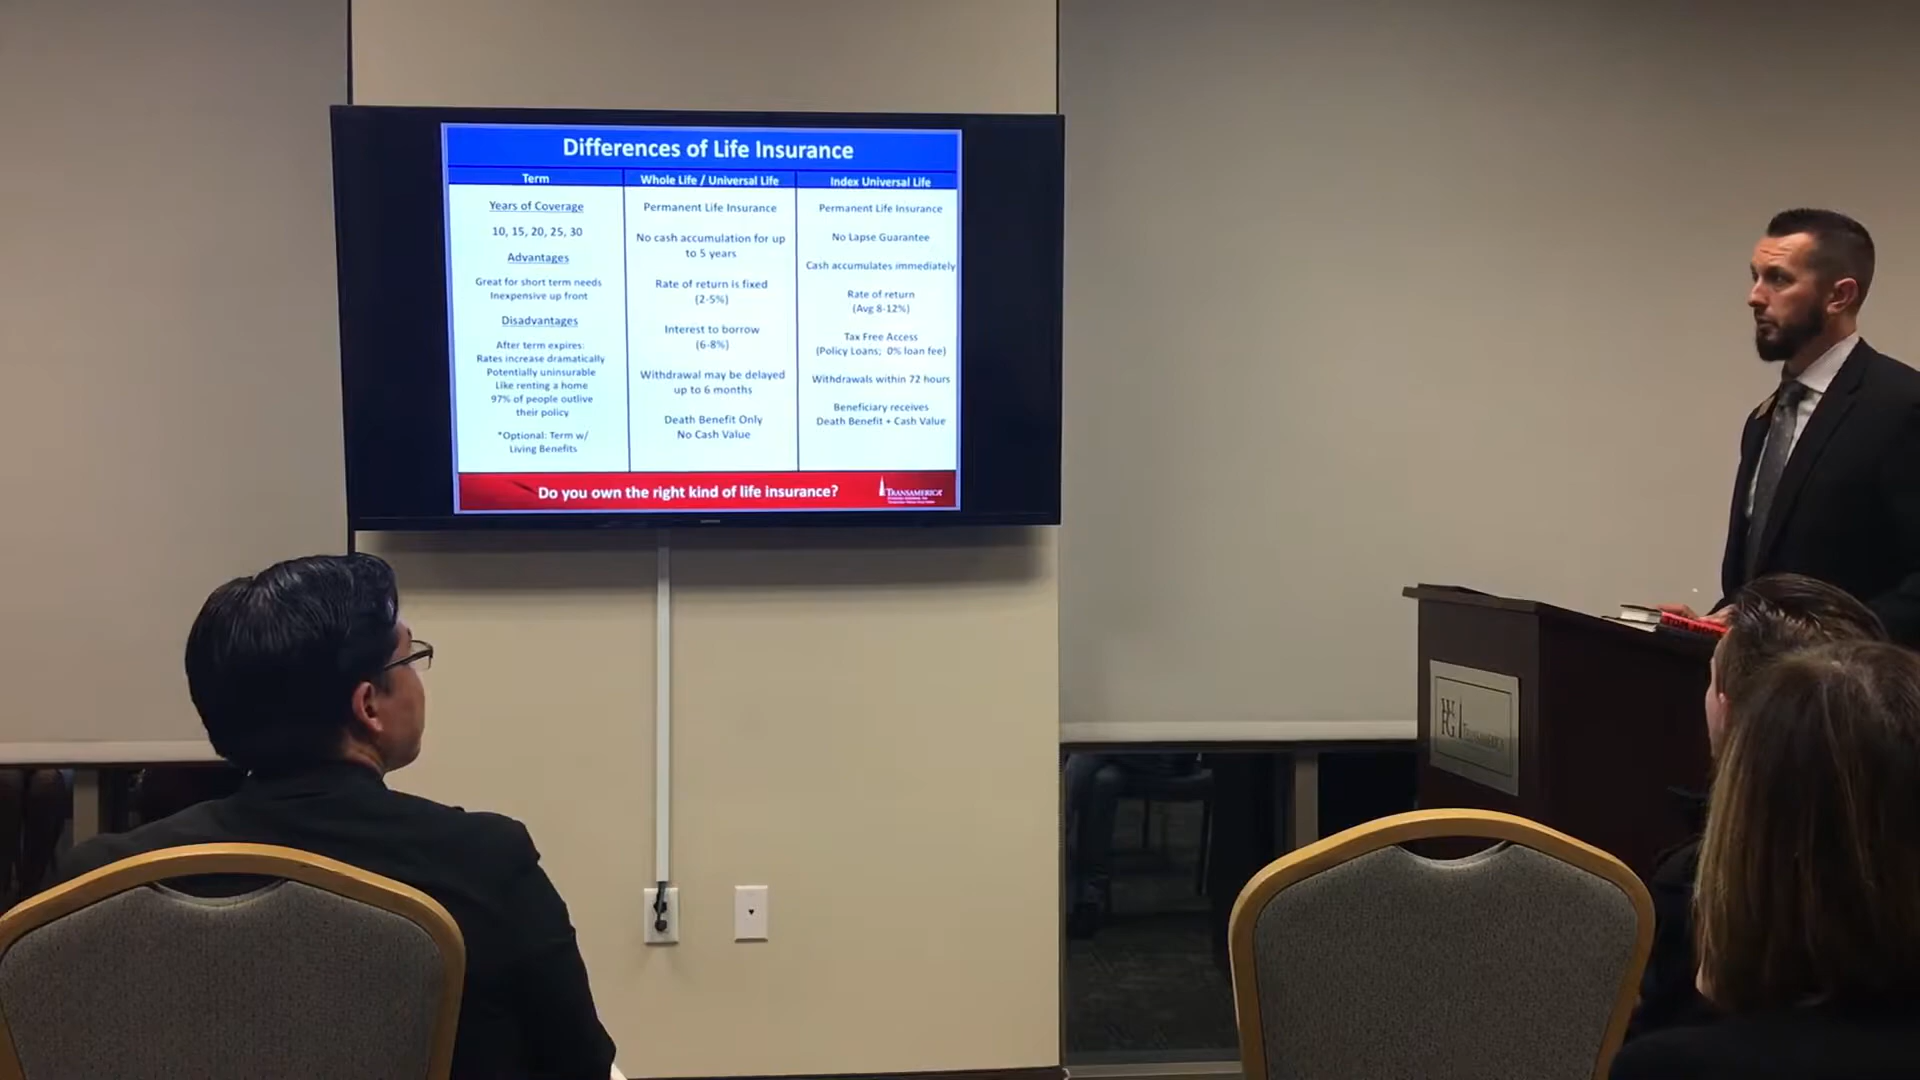 Differences of Life Insurance
Term
Years of Coverage
10, 15, 20, 25, 30
Advantages
Great for short term needs
Inexpensive up front
Disadvantages
After term expires:
Rates increase dramatically
Potentially uninsurable
Like renting a home
97% of people outlive
their policy
*Optional: Term w/
Living Benefits
Whole Life / Universal Life
Permanent Life Insurance
No cash accumulation for up
to 5 years
Rate of return is fixed
(2-5%)
Interest to borrow
(6-8%)
Withdrawal may be delayed
up to 6 months
Death Benefit Only
No Cash Value
Index Universal Life
Permanent Life Insurance
No Lapse Guarantee
Cash accumulates immediately
Rate of return
(Avg 8-12%)
Tax Free Access
(Policy Loans; 0% loan fee)
Withdrawals within 72 hours
Beneficiary receives
Death Benefit + Cash Value
Do you own the right kind of life insurance?
TRANSAMERICA
WFG
TRANSAMERICA